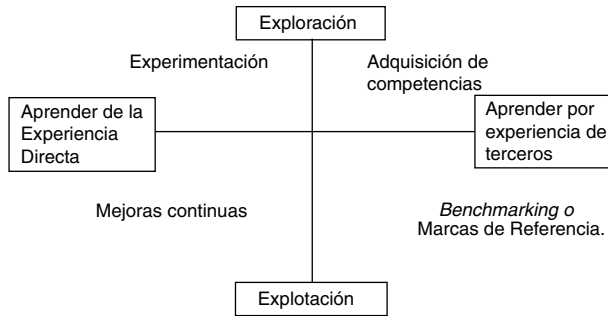 Exploración
Experimentación
Adquisición de
competencias
Aprender de la
Experiencia
Directa
Aprender por
experiencia de
terceros
Mejoras continuas
Benchmarking o
Marcas de Referencia.
Explotación